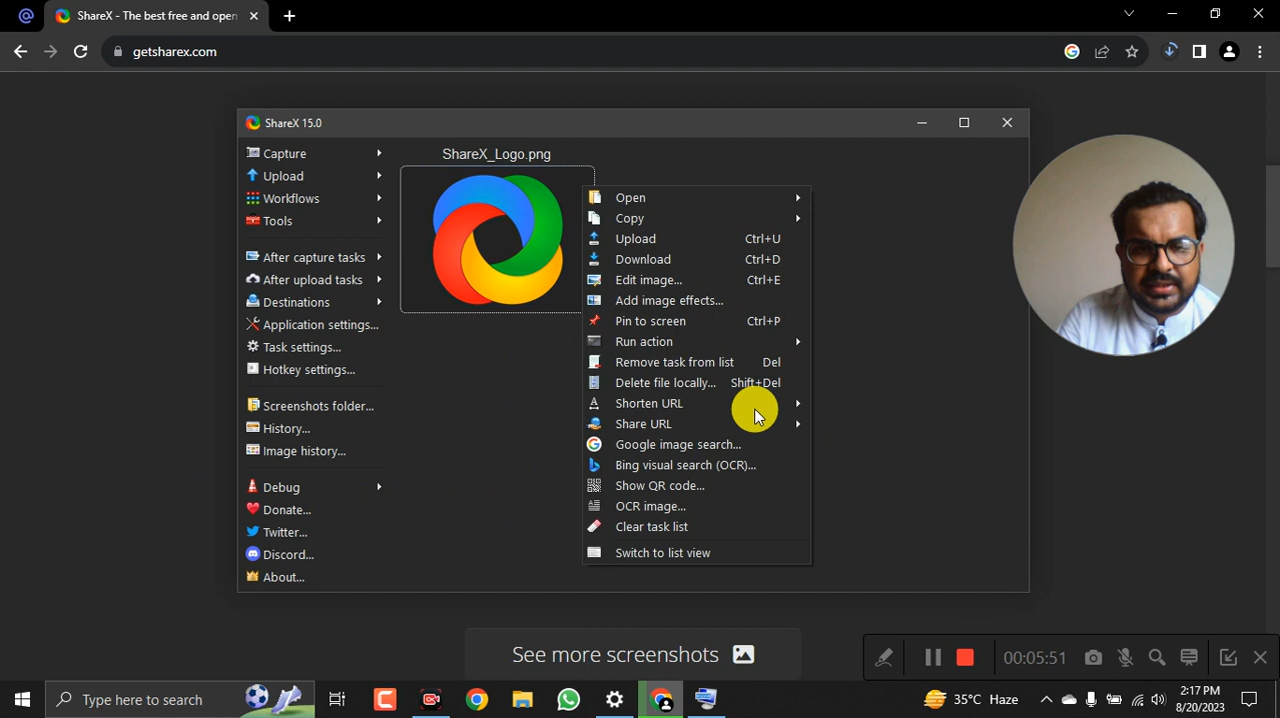 ShareX - The best free and open
getsharex.com
ShareX 15.0
Capture
Upload
Workflows
Tools
After capture tasks
After upload tasks
Destinations
Application settings...
Task settings...
Hotkey settings...
Screenshots folder...
History...
Image history...
Debug
Donate...
Twitter...
Discord...
About...
ShareX_Logo.png
Open
Copy
Upload Ctrl+U
Download Ctrl+D
Edit image... Ctrl+E
Add image effects...
Pin to screen Ctrl+P
Run action
Remove task from list Del
Delete file locally... Shift+Del
Shorten URL
Share URL
Google image search...
Bing visual search (OCR)...
Show QR code...
OCR image...
Clear task list
Switch to list view
See more screenshots
00:05:51
Type here to search
35°C Haze
2:17 PM
8/20/2023